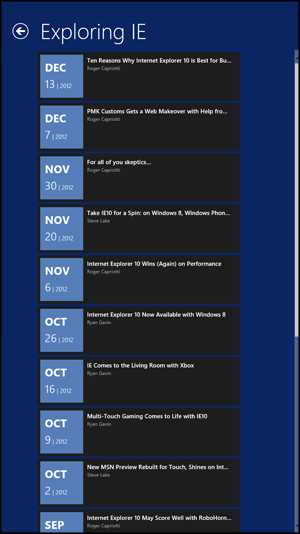 Exploring IE
DEC
13 | 2012
Ten Reasons Why Internet Explorer 10 is Best for Bu...
Roger Capriotti
DEC
7 | 2012
PMK Customs Gets a Web Makeover with Help fro...
Roger Capriotti
NOV
30 | 2012
For all of you skeptics...
Roger Capriotti
NOV
20 | 2012
Take IE10 for a Spin: on Windows 8, Windows Phon...
Steve Lake
NOV
6 | 2012
Internet Explorer 10 Wins (Again) on Performance
Roger Capriotti
OCT
26 | 2012
Internet Explorer 10 Now Available with Windows 8
Ryan Gavin
OCT
16 | 2012
IE Comes to the Living Room with Xbox
Ryan Gavin
OCT
9 | 2012
Multi-Touch Gaming Comes to Life with IE10
Ryan Gavin
OCT
2 | 2012
New MSN Preview Rebuilt for Touch, Shines on Int...
Steve Lake
SEP
Internet Explorer 10 May Score Well with RoboHorn...
Roger Capriotti